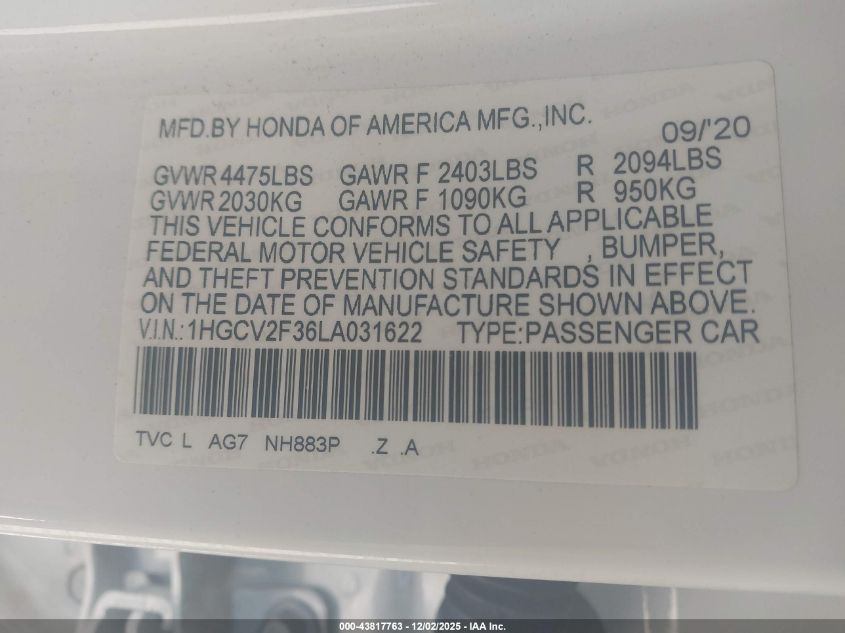 MFD.BY HONDA OF AMERICA MFG.,INC. 09/'20
GVWR 4475LBS GAWR F 2403LBS R 2094LBS
GVWR 2030KG GAWR F 1090KG R 950KG
THIS VEHICLE CONFORMS TO ALL APPLICABLE
FEDERAL MOTOR VEHICLE SAFETY , BUMPER,
AND THEFT PREVENTION STANDARDS IN EFFECT
ON THE DATE OF MANUFACTURE SHOWN ABOVE.
V.I.N.:1HGCV2F36LA031622 TYPE:PASSENGER CAR
TVC L AG7 NH883P .Z .A
000-43817763 - 12/02/2025 - IAA Inc.